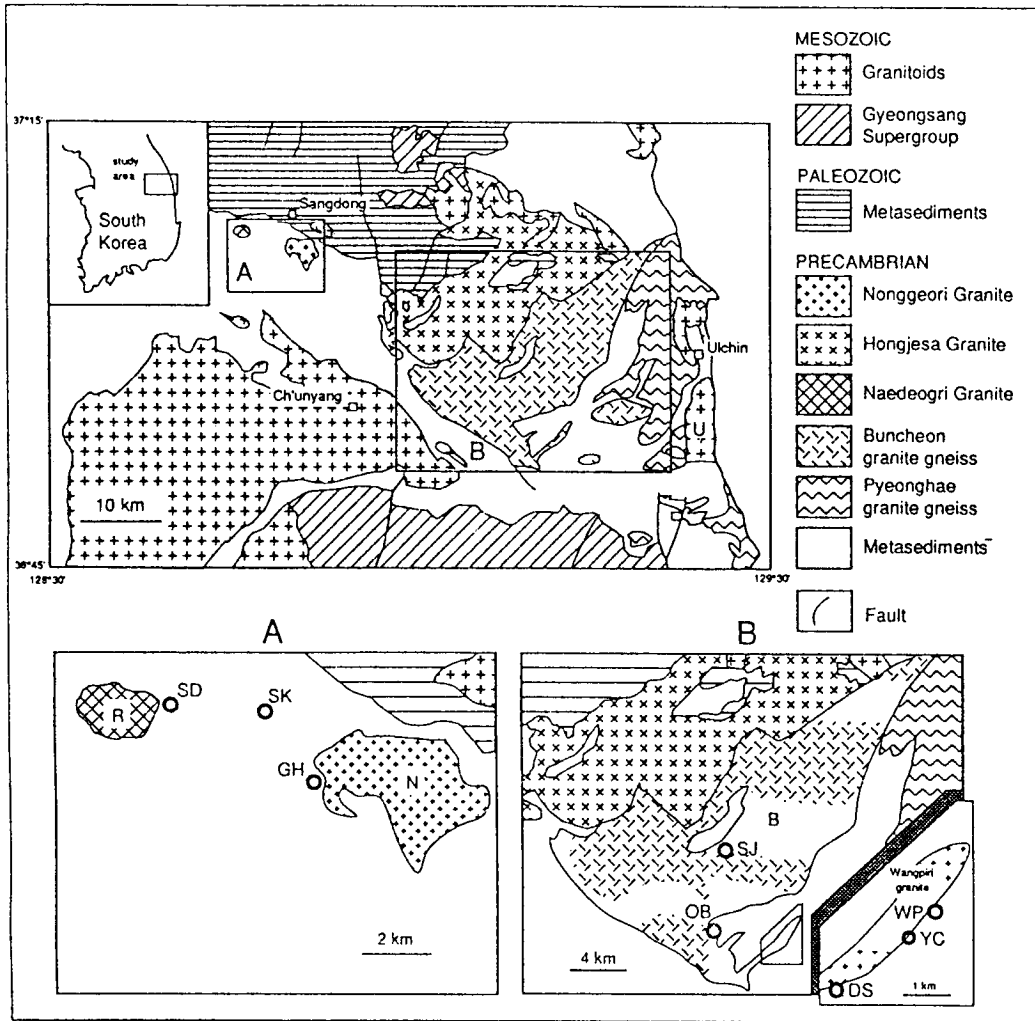 MESOZOIC
Granitoids
Gyeongsang
Supergroup
PALEOZOIC
Metasediments
PRECAMBRIAN
Nonggeori Granite
Hongjesa Granite
Naedeogri Granite
Buncheon
granite gneiss
Pyeonghae
granite gneiss
Metasediments
Fault
37°15'
study
area
South
Korea
Sangdong
A
Ulchin
Ch'unyang
U
B
10 km
36°45'
128°30'
129°30'
A
SD
SK
R
GH
N
2 km
B
B
SJ
OB
4 km
Wangpiri
granite
WP
YC
DS
1 km